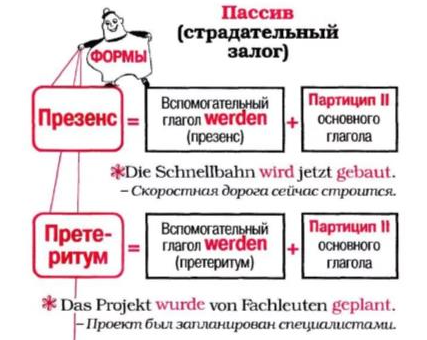 Пассив
(страдательный
залог)
ФОРМЫ
Презенс = Вспомогательный глагол werden (презенс) + Партицип II основного глагола
✻Die Schnellbahn wird jetzt gebaut.
– Скоростная дорога сейчас строится.
Прете-
ритум = Вспомогательный глагол werden (претеритум) + Партицип II основного глагола
✻ Das Projekt wurde von Fachleuten geplant.
– Проект был запланирован специалистами.